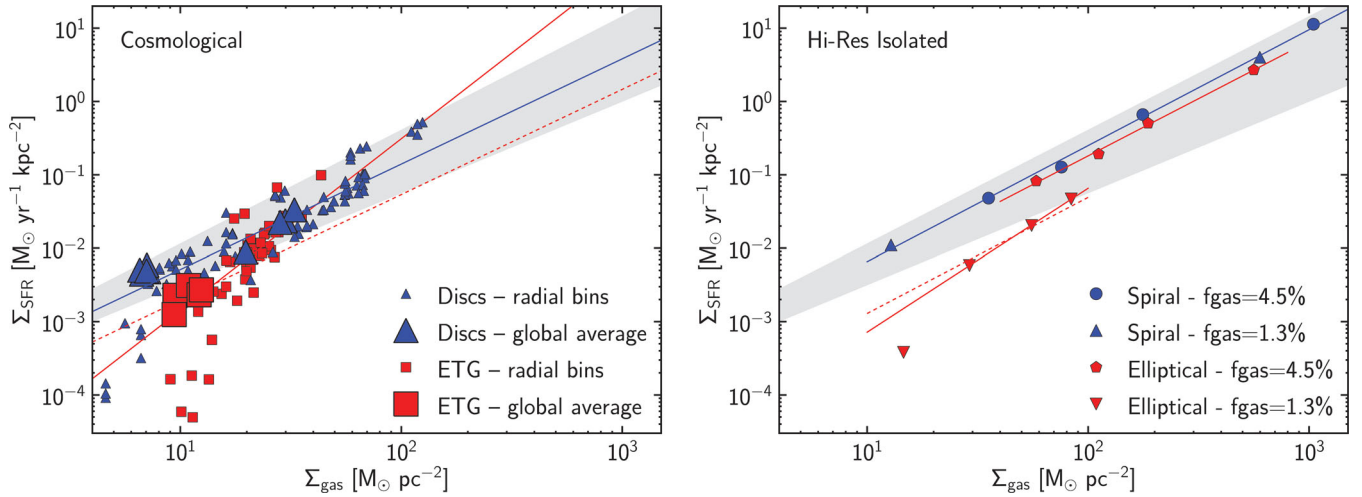 Cosmological
10¹
10⁰
10⁻¹
10⁻²
10⁻³
10⁻⁴
Σ_SFR [M_⊙ yr⁻¹ kpc⁻²]
Discs – radial bins
Discs – global average
ETG – radial bins
ETG – global average
10¹ 10² 10³
Σ_gas [M_⊙ pc⁻²]
Hi-Res Isolated
10¹
10⁰
10⁻¹
10⁻²
10⁻³
10⁻⁴
Σ_SFR [M_⊙ yr⁻¹ kpc⁻²]
Spiral - fgas=4.5%
Spiral - fgas=1.3%
Elliptical - fgas=4.5%
Elliptical - fgas=1.3%
10¹ 10² 10³
Σ_gas [M_⊙ pc⁻²]